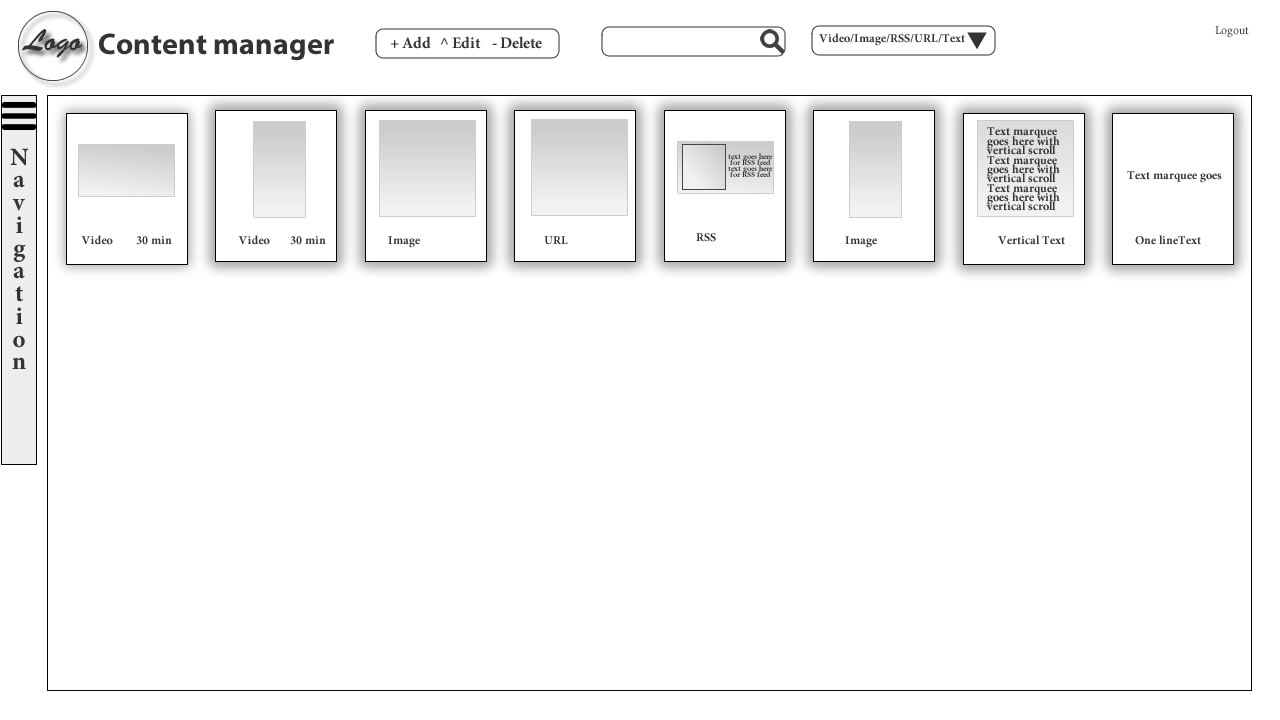 Logo
Content manager
+ Add ^ Edit - Delete
Video/Image/RSS/URL/Text
Logout
Navigation
Video 30 min
Video 30 min
Image
URL
text goes here
for RSS feed
text goes here
for RSS feed
RSS
Image
Text marquee
goes here with
vertical scroll
Text marquee
goes here with
vertical scroll
Text marquee
goes here with
vertical scroll
Vertical Text
Text marquee goes
One lineText